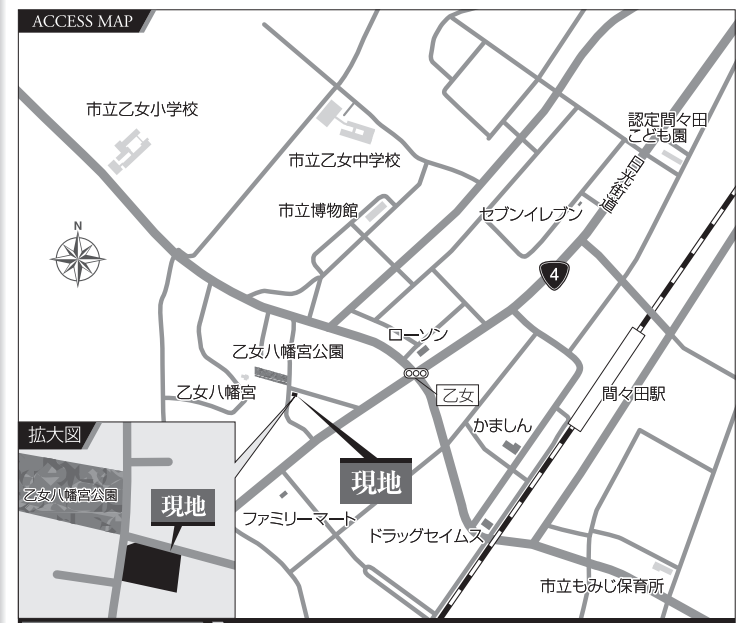 ACCESS MAP
市立乙女小学校
認定間々田
こども園
市立乙女中学校
日光街道
市立博物館
セブンイレブン
N
4
ローソン
乙女八幡宮公園
乙女八幡宮
乙女
間々田駅
かましん
拡大図
現地
乙女八幡宮公園
現地
ファミリーマート
ドラッグセイムス
市立もみじ保育所